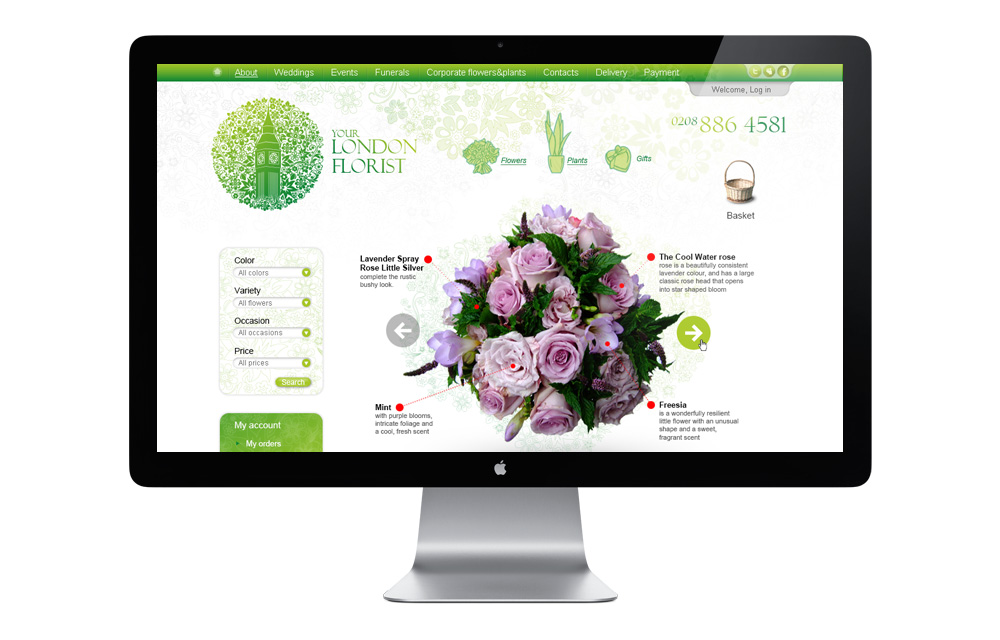 About Weddings Events Funerals Corporate flowers&plants Contacts Delivery Payment
Welcome, Log in
YOUR
LONDON
FLORIST
Flowers
Plants
Gifts
0208 886 4581
Basket
Color
All colors
Variety
All flowers
Occasion
All occasions
Price
All prices
Search
My account
My orders
Lavender Spray
Rose Little Silver
complete the rustic
bushy look.
The Cool Water rose
rose is a beautifully consistent
lavender colour, and has a large
classic rose head that opens
into star shaped bloom
Mint
with purple blooms,
intricate foliage and
a cool, fresh scent
Freesia
is a wonderfully resilient
little flower with an unusual
shape and a sweet,
fragrant scent